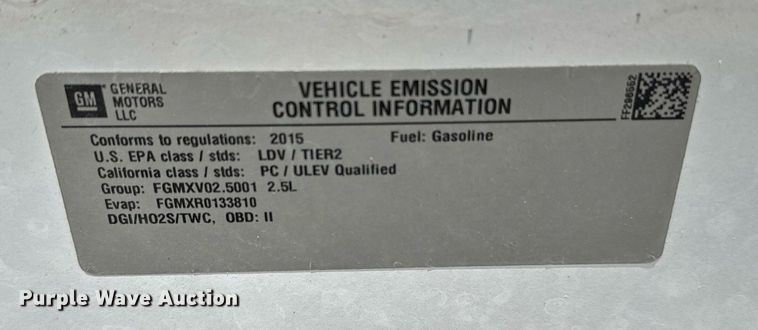 GM
GENERAL
MOTORS
LLC
VEHICLE EMISSION
CONTROL INFORMATION
FF296552
Conforms to regulations: 2015 Fuel: Gasoline
U.S. EPA class / stds: LDV / TIER2
California class / stds: PC / ULEV Qualified
Group: FGMXV02.5001 2.5L
Evap: FGMXR0133810
DGI/HO2S/TWC, OBD: II
Purple Wave Auction